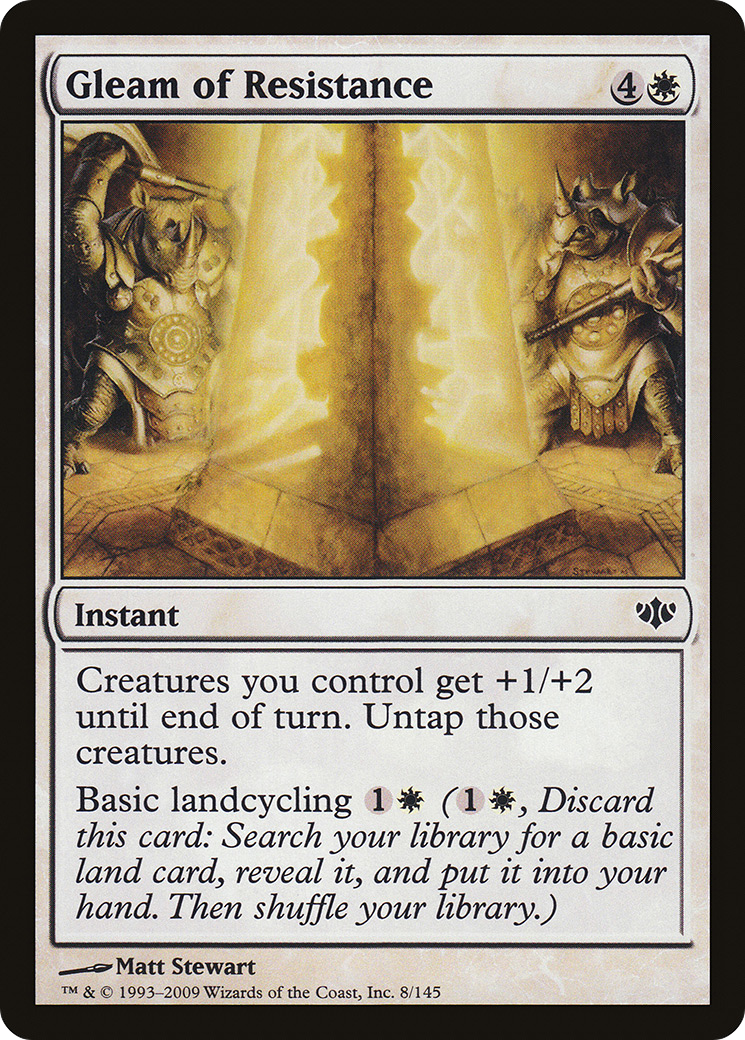 Gleam of Resistance 4
Instant
Creatures you control get +1/+2
until end of turn. Untap those
creatures.
Basic landcycling 1 (1, Discard
this card: Search your library for a basic
land card, reveal it, and put it into your
hand. Then shuffle your library.)
Matt Stewart
™ & © 1993–2009 Wizards of the Coast, Inc. 8/145